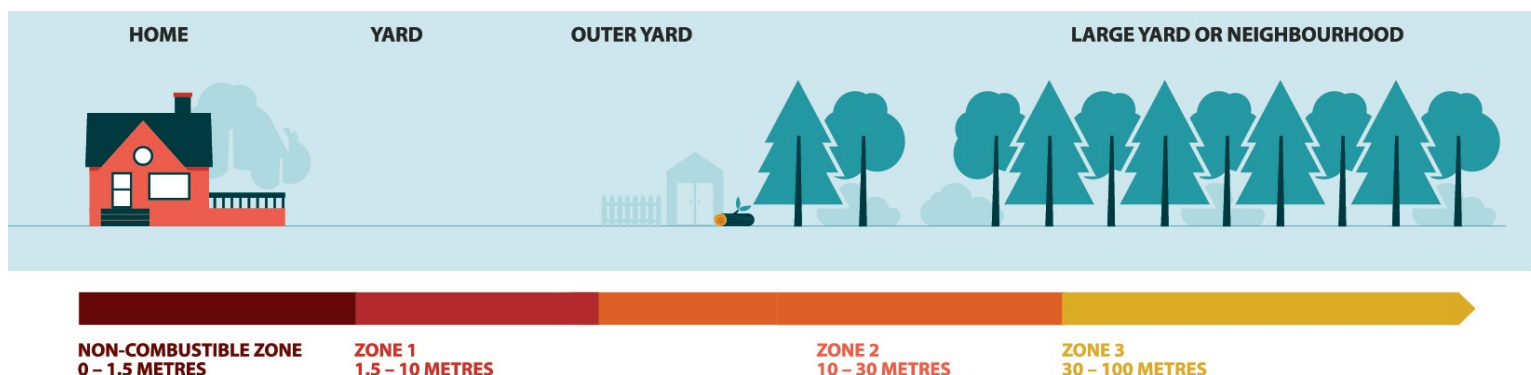 HOME
YARD
OUTER YARD
LARGE YARD OR NEIGHBOURHOOD
NON-COMBUSTIBLE ZONE
0 – 1.5 METRES
ZONE 1
1.5 – 10 METRES
ZONE 2
10 – 30 METRES
ZONE 3
30 – 100 METRES